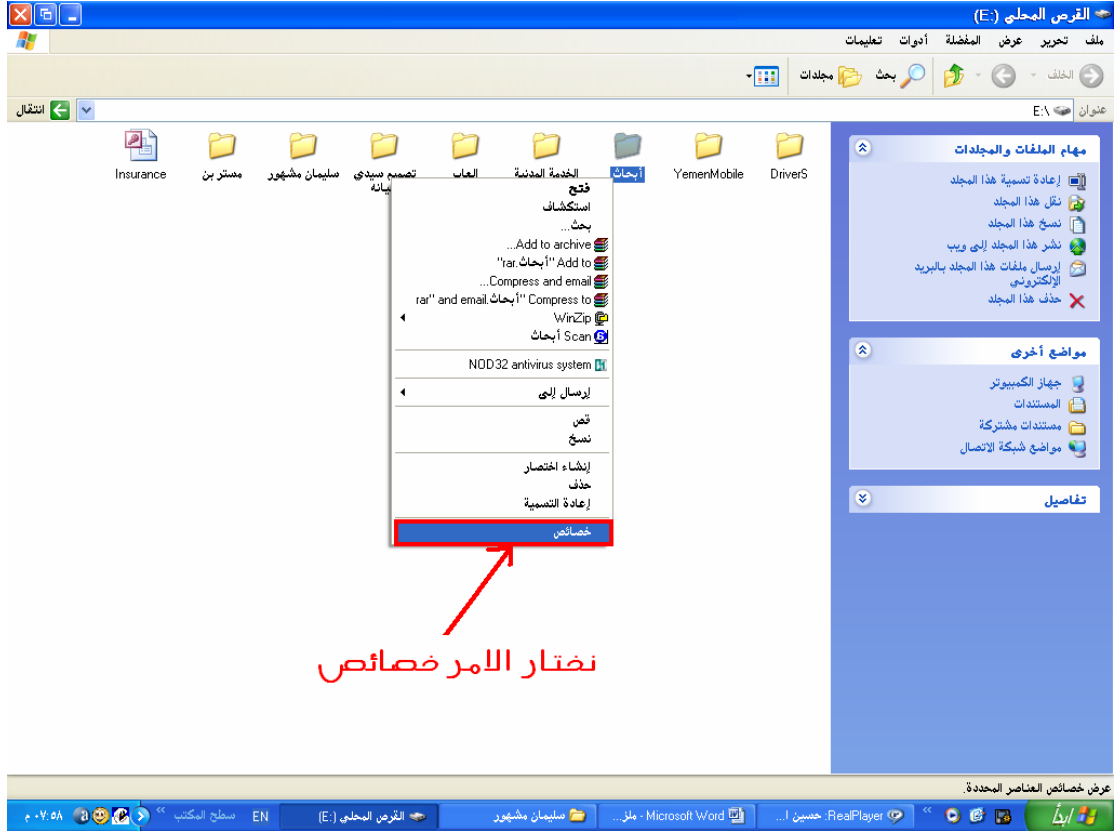 القرص المحلي (E:)
ملف تحرير عرض المفضلة أدوات تعليمات
الخلف بحث مجلدات
عنوان E:\ انتقال
مهام الملفات والمجلدات
إعادة تسمية هذا المجلد
نقل هذا المجلد
نسخ هذا المجلد
نشر هذا المجلد إلى ويب
إرسال ملفات هذا المجلد بالبريد
الإلكتروني
حذف هذا المجلد
مواضع أخرى
جهاز الكمبيوتر
المستندات
مستندات مشتركة
مواضع شبكة الاتصال
تفاصيل
DriverS YemenMobile أبحاث الخدمة المدنية العاب تصميم سيدي سليمان مشهور مستر بن Insurance
فتح
استكشاف
بحث...
Add to archive...
Add to "أبحاث.rar"
Compress and email...
Compress to "أبحاث.rar" and email
WinZip
Scan أبحاث
NOD32 antivirus system
إرسال إلى
قص
نسخ
إنشاء اختصار
حذف
إعادة التسمية
خصائص
نختار الامر خصائص
عرض خصائص العناصر المحددة.
ابدأ RealPlayer: حسين ا... ملز - Microsoft Word... سليمان مشهور القرص المحلي (E:) EN سطح المكتب ٠٧:٥٨ م